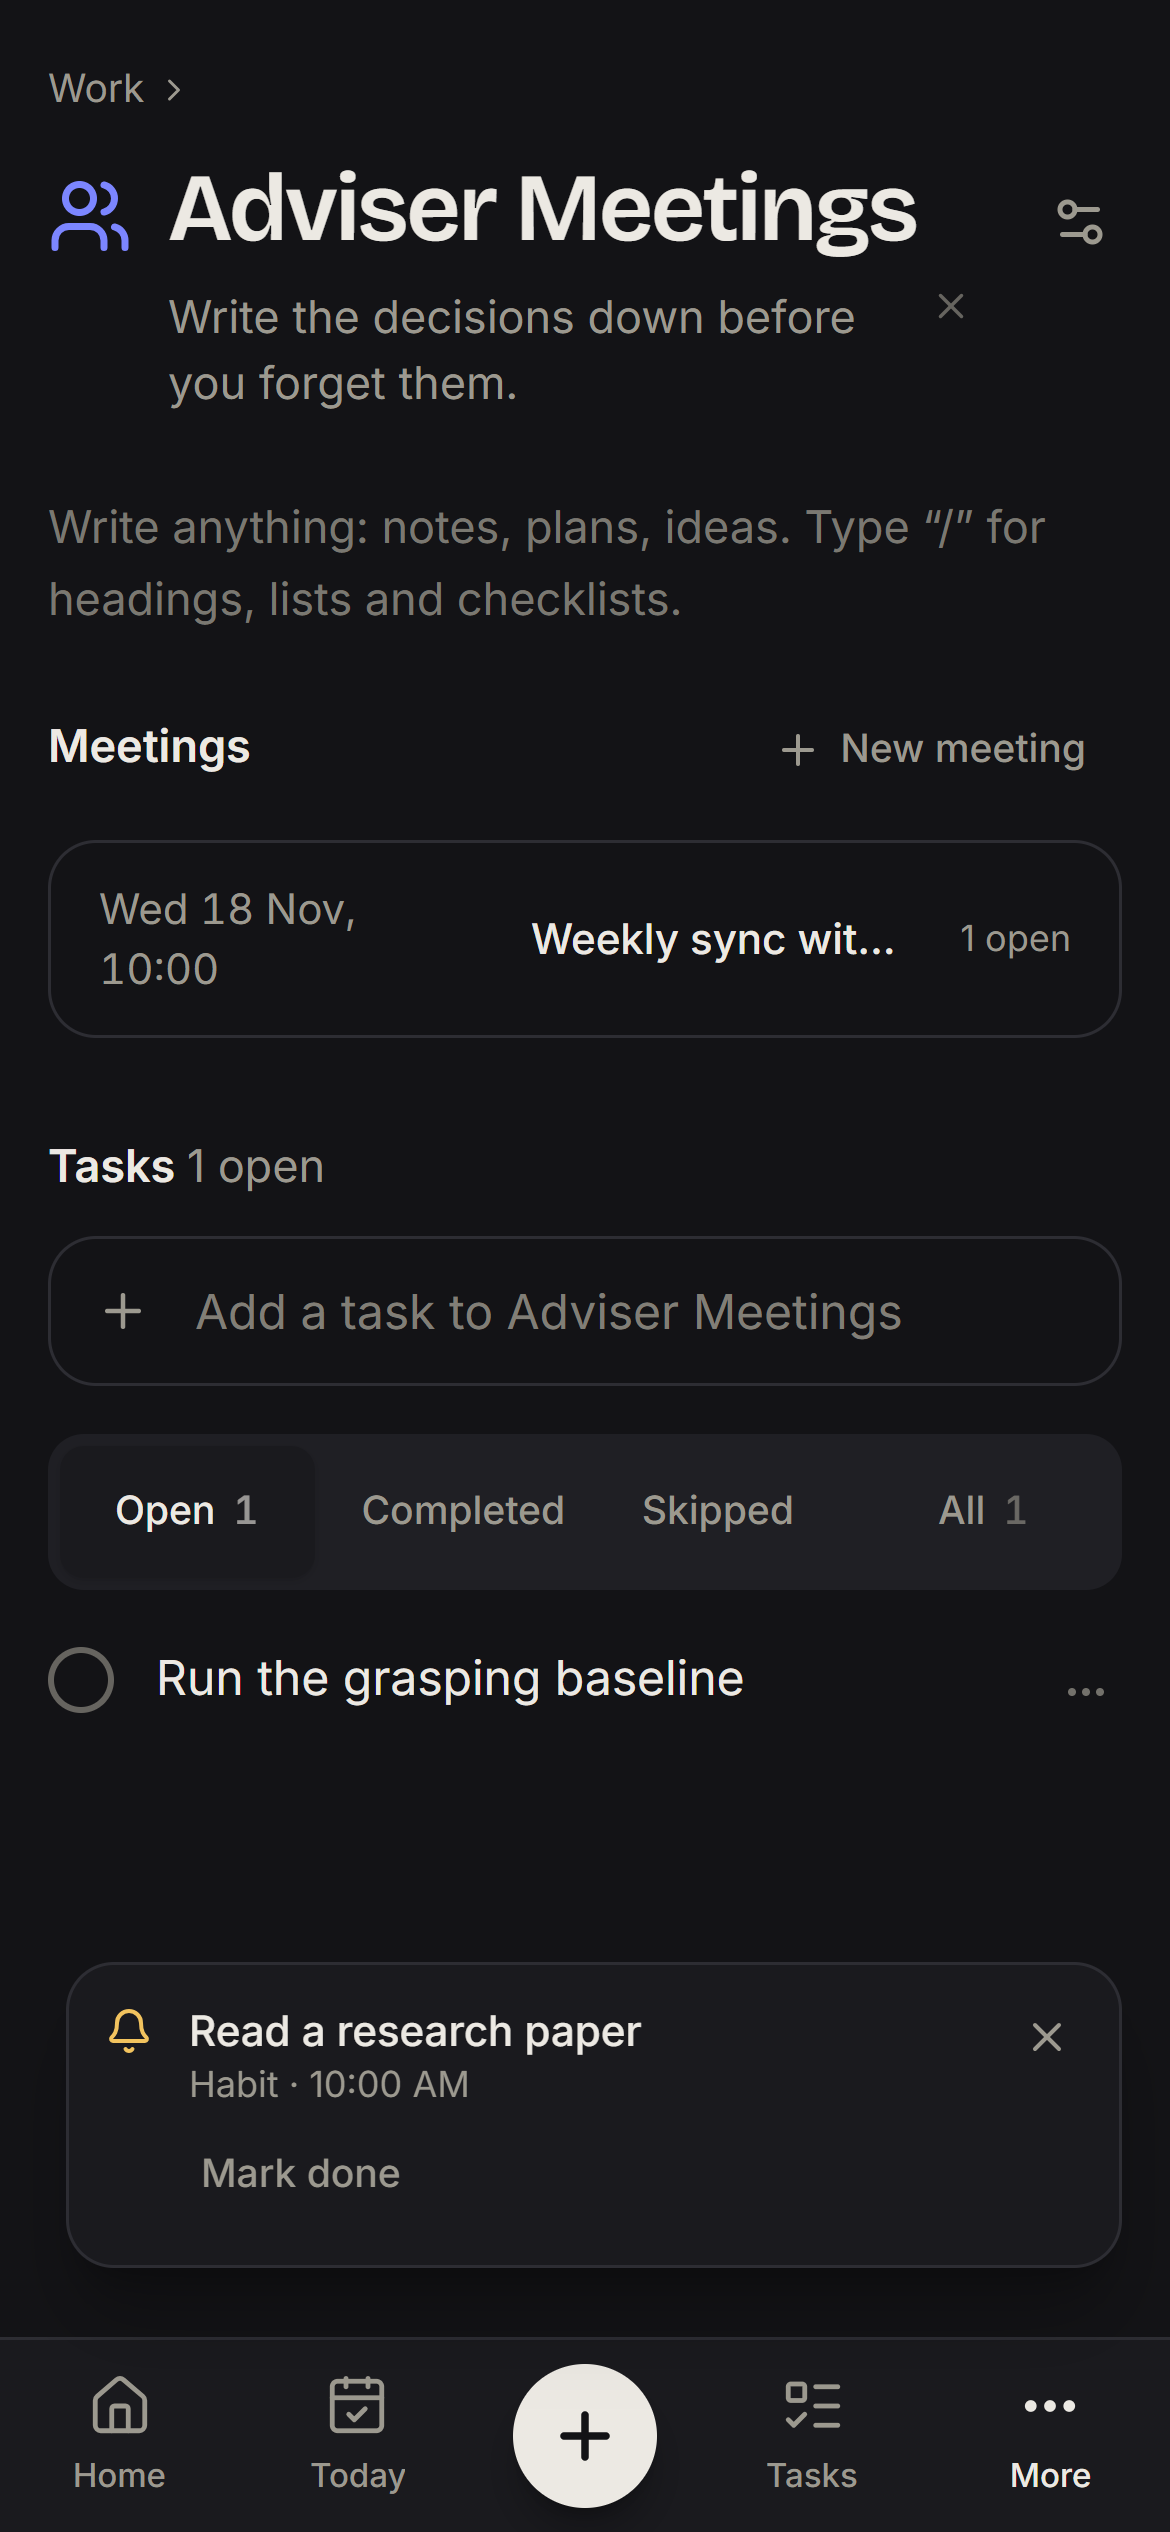 Work
Adviser Meetings
Write the decisions down before
you forget them.
Write anything: notes, plans, ideas. Type “/” for
headings, lists and checklists.
Meetings
New meeting
Wed 18 Nov,
10:00
Weekly sync wit...
1 open
Tasks 1 open
Add a task to Adviser Meetings
Open 1
Completed
Skipped
All 1
Run the grasping baseline
Read a research paper
Habit · 10:00 AM
Mark done
Home
Today
Tasks
More